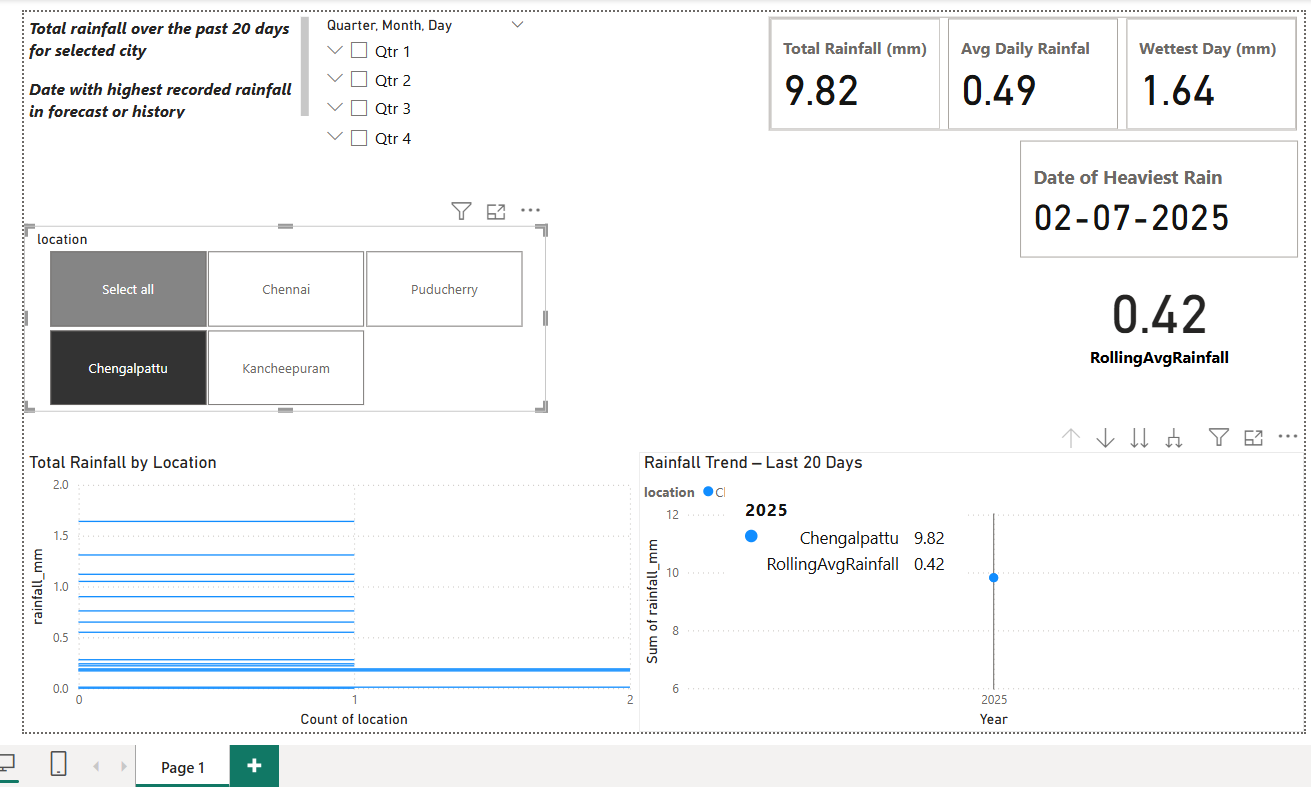 Total rainfall over the past 20 days
for selected city
Date with highest recorded rainfall
in forecast or history
Quarter, Month, Day
Qtr 1
Qtr 2
Qtr 3
Qtr 4
Total Rainfall (mm)
9.82
Avg Daily Rainfal
0.49
Wettest Day (mm)
1.64
Date of Heaviest Rain
02-07-2025
0.42
RollingAvgRainfall
location
Select all
Chennai
Puducherry
Chengalpattu
Kancheepuram
Total Rainfall by Location
2.0
1.5
1.0
0.5
0.0
rainfall_mm
0
1
2
Count of location
Rainfall Trend – Last 20 Days
location
2025
Chengalpattu 9.82
RollingAvgRainfall 0.42
12
10
8
6
Sum of rainfall_mm
2025
Year
Page 1